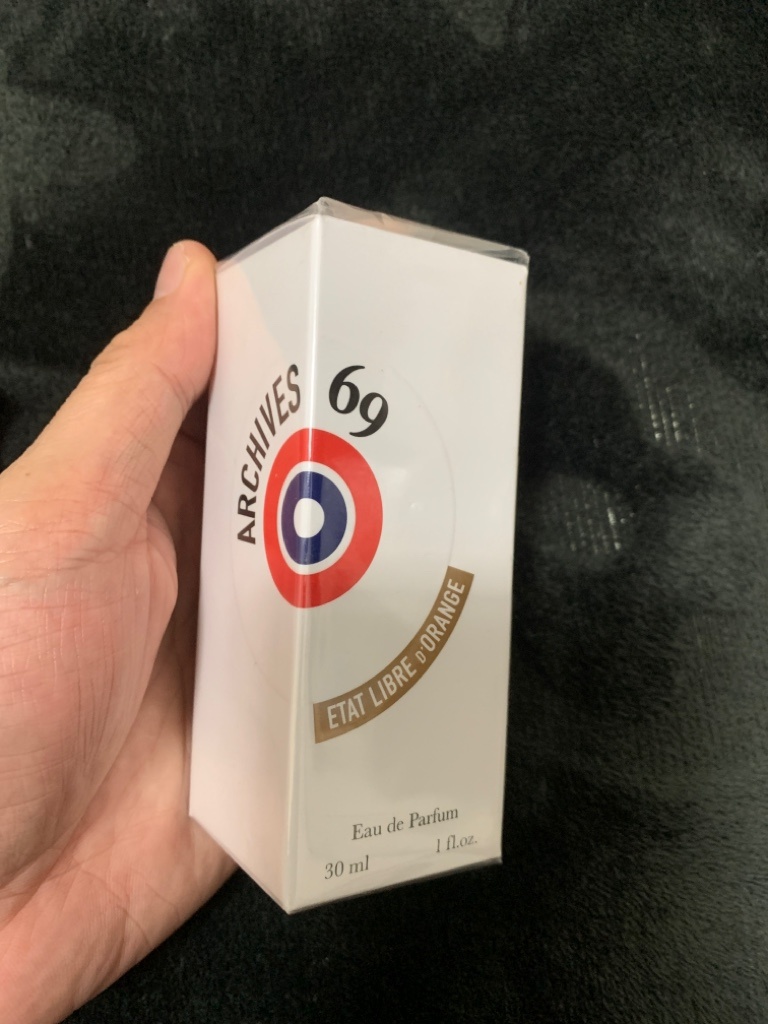 ARCHIVES 69
ETAT LIBRE D'ORANGE
Eau de Parfum
30 ml 1 fl.oz.